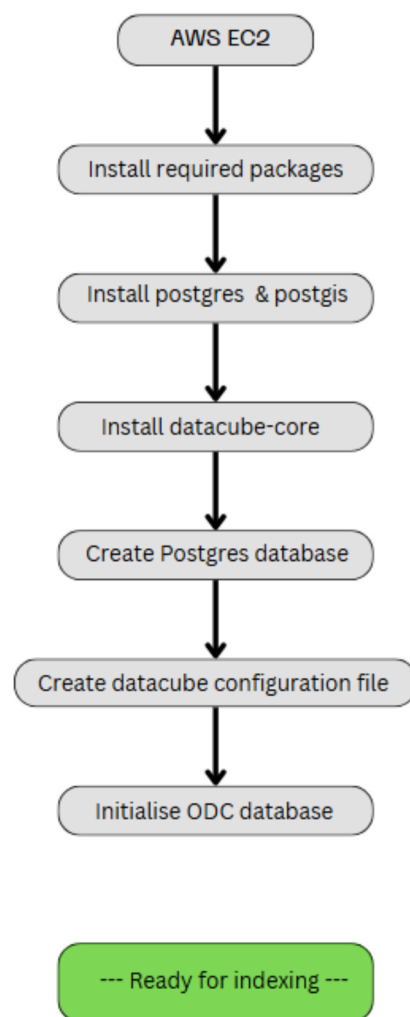 AWS EC2
Install required packages
Install postgres & postgis
Install datacube-core
Create Postgres database
Create datacube configuration file
Initialise ODC database
--- Ready for indexing ---